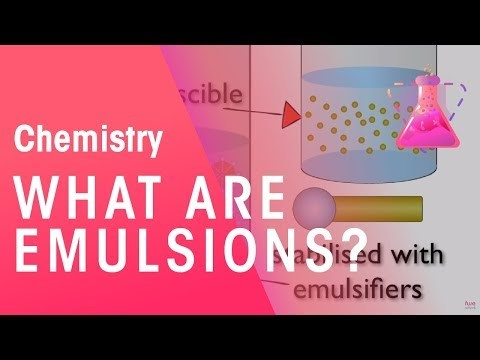 Chemistry
WHAT ARE
EMULSIONS?
scible
stabilised with
emulsifiers